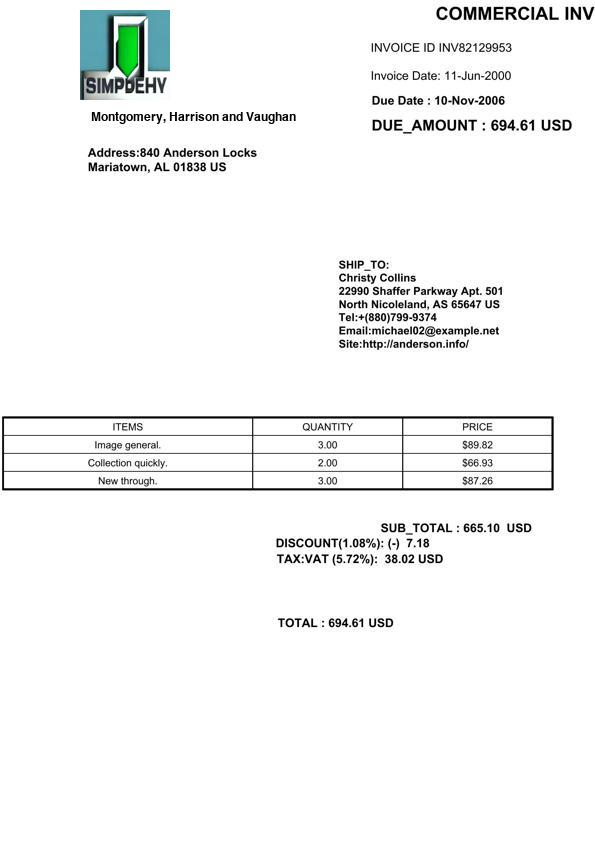 COMMERCIAL INV
SIMPDEHY
INVOICE ID INV82129953
Invoice Date: 11-Jun-2000
Due Date : 10-Nov-2006
DUE_AMOUNT : 694.61 USD
Montgomery, Harrison and Vaughan
Address:840 Anderson Locks
Mariatown, AL 01838 US
SHIP_TO:
Christy Collins
22990 Shaffer Parkway Apt. 501
North Nicoleland, AS 65647 US
Tel:+(880)799-9374
Email:michael02@example.net
Site:http://anderson.info/
ITEMS QUANTITY PRICE
Image general. 3.00 $89.82
Collection quickly. 2.00 $66.93
New through. 3.00 $87.26
SUB_TOTAL : 665.10 USD
DISCOUNT(1.08%): (-) 7.18
TAX:VAT (5.72%): 38.02 USD
TOTAL : 694.61 USD